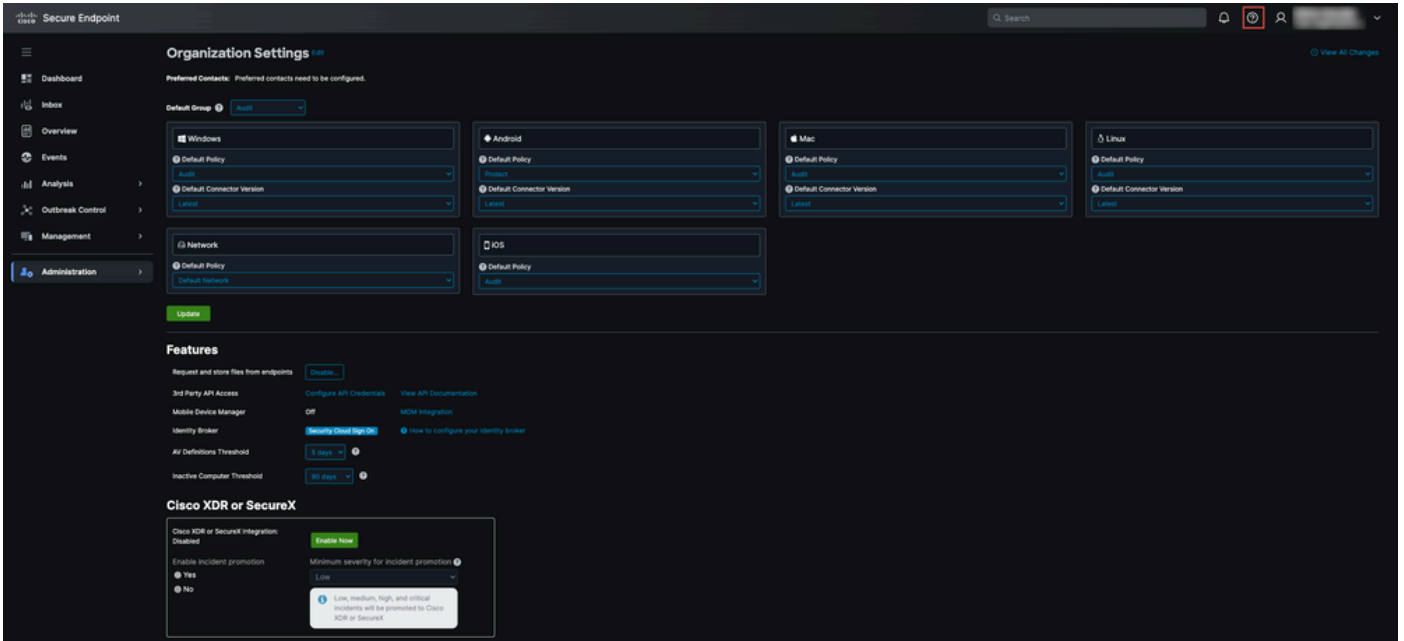 cisco Secure Endpoint
Search
Dashboard
Inbox
Overview
Events
Analysis
Outbreak Control
Management
Administration
Organization Settings Edit
View All Changes
Preferred Contacts: Preferred contacts need to be configured.
Default Group Audit
Windows
Default Policy
Audit
Default Connector Version
Latest
Android
Default Policy
Protect
Default Connector Version
Latest
Mac
Default Policy
Audit
Default Connector Version
Latest
Linux
Default Policy
Audit
Default Connector Version
Latest
Network
Default Policy
Default Network
iOS
Default Policy
Audit
Update
Features
Request and store files from endpoints Disable...
3rd Party API Access Configure API Credentials View API Documentation
Mobile Device Manager Off MDM Integration
Identity Broker Security Cloud Sign On How to configure your identity broker
AV Definitions Threshold 5 days
Inactive Computer Threshold 90 days
Cisco XDR or SecureX
Cisco XDR or SecureX Integration:
Disabled
Enable Now
Enable incident promotion
Yes
No
Minimum severity for incident promotion
Low
Low, medium, high, and critical
incidents will be promoted to Cisco
XDR or SecureX